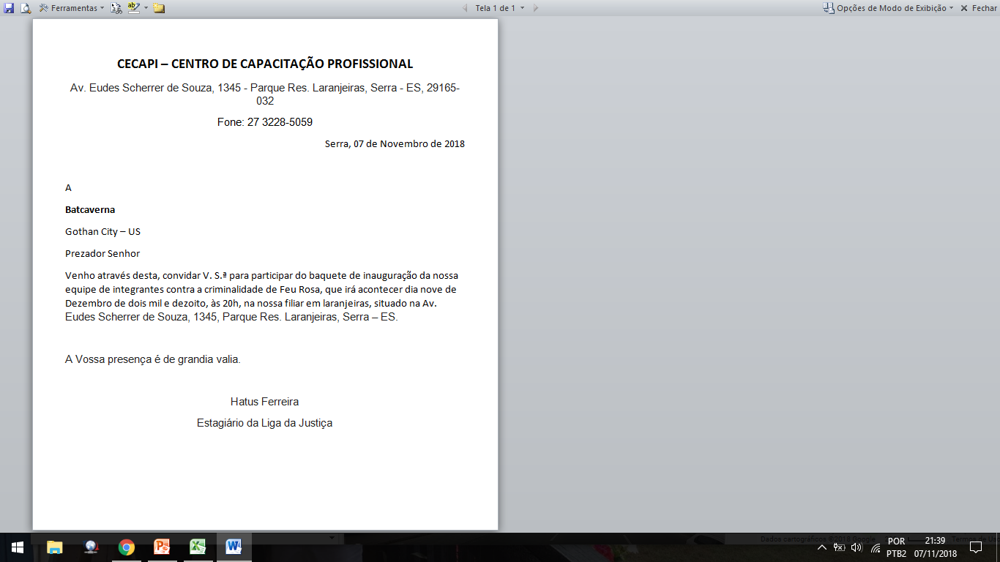 Ferramentas
Tela 1 de 1
Opções de Modo de Exibição
Fechar
CECAPI – CENTRO DE CAPACITAÇÃO PROFISSIONAL
Av. Eudes Scherrer de Souza, 1345 - Parque Res. Laranjeiras, Serra - ES, 29165-
032
Fone: 27 3228-5059
Serra, 07 de Novembro de 2018
A
Batcaverna
Gothan City – US
Prezador Senhor
Venho através desta, convidar V. S.ª para participar do baquete de inauguração da nossa
equipe de integrantes contra a criminalidade de Feu Rosa, que irá acontecer dia nove de
Dezembro de dois mil e dezoito, às 20h, na nossa filiar em laranjeiras, situado na Av.
Eudes Scherrer de Souza, 1345, Parque Res. Laranjeiras, Serra – ES.
A Vossa presença é de grandia valia.
Hatus Ferreira
Estagiário da Liga da Justiça
Dados cartográficos ©2018 Google
Termos de Uso
POR
PTB2
21:39
07/11/2018